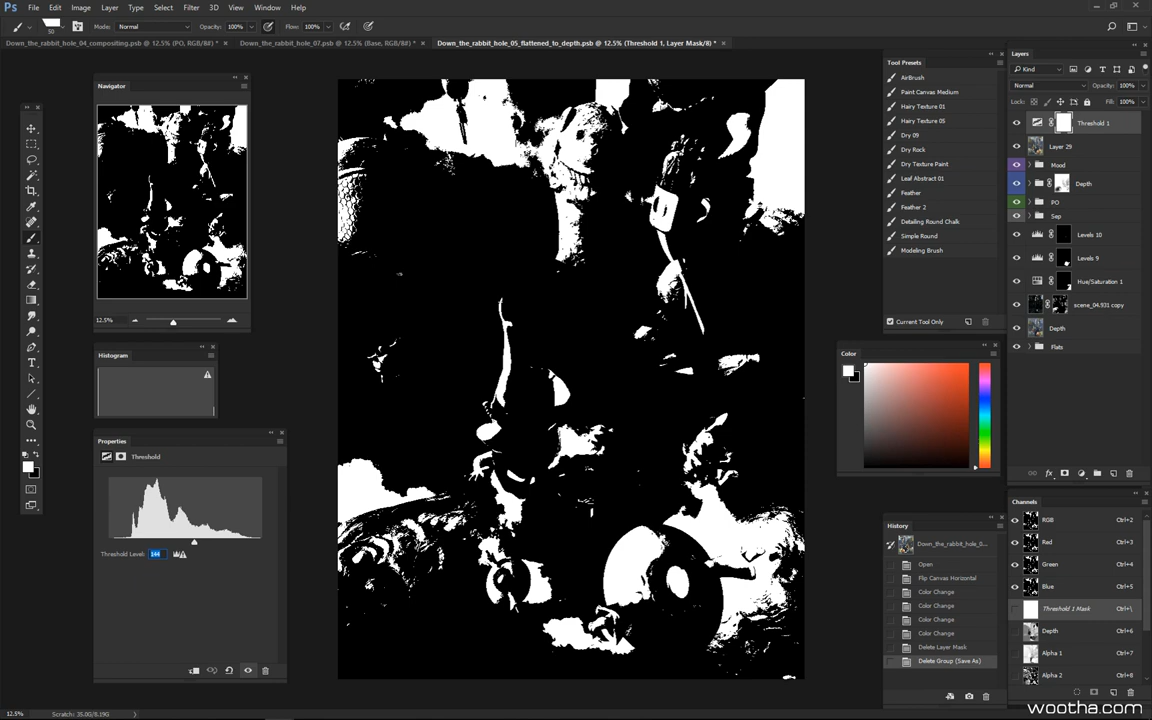 Ps File Edit Image Layer Type Select Filter 3D View Window Help
Mode: Normal Opacity: 100% Flow: 100%
50
Down_the_rabbit_hole_04_compositing.psb @ 12.5% (PO, RGB/8#) * × Down_the_rabbit_hole_07.psb @ 12.5% (Base, RGB/8#) * × Down_the_rabbit_hole_05_flattened_to_depth.psb @ 12.5% (Threshold 1, Layer Mask/8) * ×
Navigator
12.5%
Histogram
Properties
Threshold
Threshold Level: 144
Tool Presets
AirBrush
Paint Canvas Medium
Hairy Texture 01
Hairy Texture 05
Dry 09
Dry Rock
Dry Texture Paint
Leaf Abstract 01
Feather
Feather 2
Detailing Round Chalk
Simple Round
Modeling Brush
Current Tool Only
Color
History
Down_the_rabbit_hole_0...
Open
Flip Canvas Horizontal
Color Change
Color Change
Color Change
Color Change
Delete Layer Mask
Delete Group (Save As)
Layers
Kind
Normal Opacity: 100%
Lock: Fill: 100%
Threshold 1
Layer 29
Mood
Depth
PO
Sep
Levels 10
Levels 9
Hue/Saturation 1
scene_04.931 copy
Depth
Flats
fx
Channels
RGB Ctrl+2
Red Ctrl+3
Green Ctrl+4
Blue Ctrl+5
Threshold 1 Mask Ctrl+\
Depth Ctrl+6
Alpha 1 Ctrl+7
Alpha 2 Ctrl+8
12.5% Scratch: 35.0G/8.19G
wootha.com